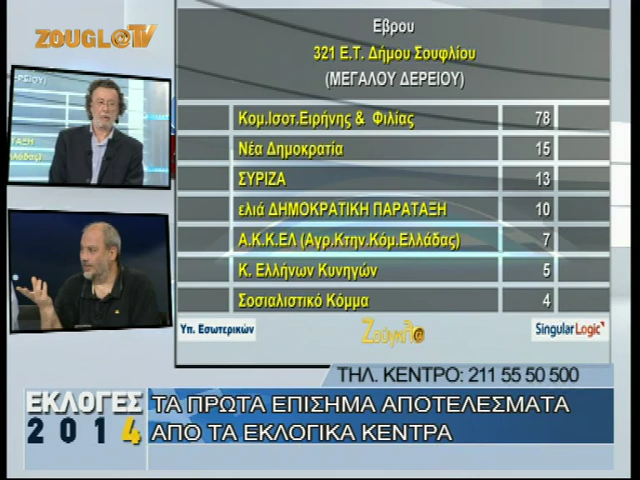 ZOUGL@TV
Εβρου
321 Ε.Τ. Δήμου Σουφλίου
(ΜΕΓΑΛΟΥ ΔΕΡΕΙΟΥ)
Κομ.Ισοτ.Ειρήνης & Φιλίας 78
Νέα Δημοκρατία 15
ΣΥΡΙΖΑ 13
ελιά ΔΗΜΟΚΡΑΤΙΚΗ ΠΑΡΑΤΑΞΗ 10
Α.Κ.Κ.ΕΛ (Αγρ.Κτην.Κόμ.Ελλάδας) 7
Κ. Ελλήνων Κυνηγών 5
Σοσιαλιστικό Κόμμα 4
Υπ. Εσωτερικών Ζούγκλ@ SingularLogic
ΤΗΛ. ΚΕΝΤΡΟ: 211 55 50 500
ΕΚΛΟΓΕΣ
2014
ΤΑ ΠΡΩΤΑ ΕΠΙΣΗΜΑ ΑΠΟΤΕΛΕΣΜΑΤΑ
ΑΠΟ ΤΑ ΕΚΛΟΓΙΚΑ ΚΕΝΤΡΑ